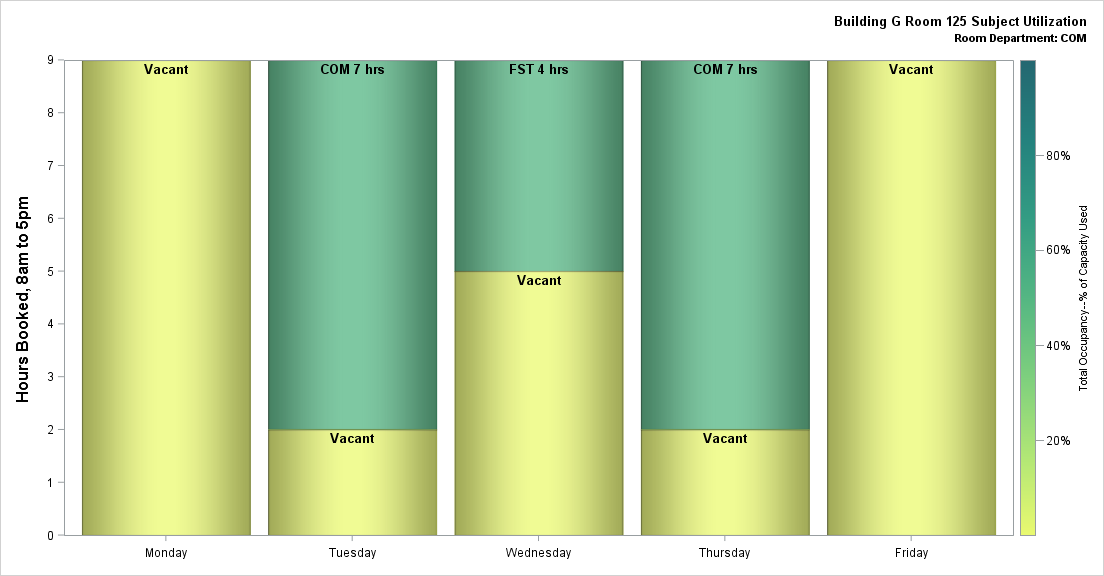 Building G Room 125 Subject Utilization
Room Department: COM
Hours Booked, 8am to 5pm
9
8
7
6
5
4
3
2
1
0
Vacant
COM 7 hrs
FST 4 hrs
COM 7 hrs
Vacant
Vacant
Vacant
Vacant
Monday
Tuesday
Wednesday
Thursday
Friday
80%
60%
40%
20%
Total Occupancy--% of Capacity Used